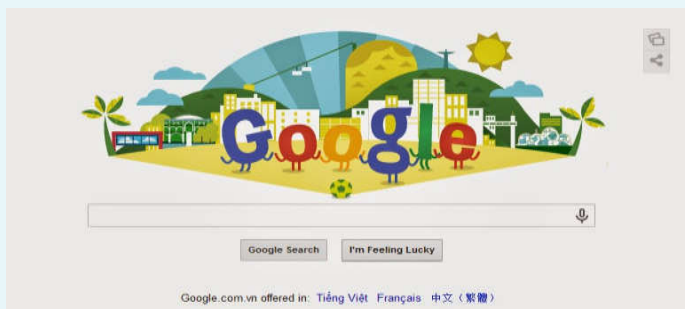 Google
Google Search I'm Feeling Lucky
Google.com.vn offered in: Tiếng Việt Français 中文（繁體）